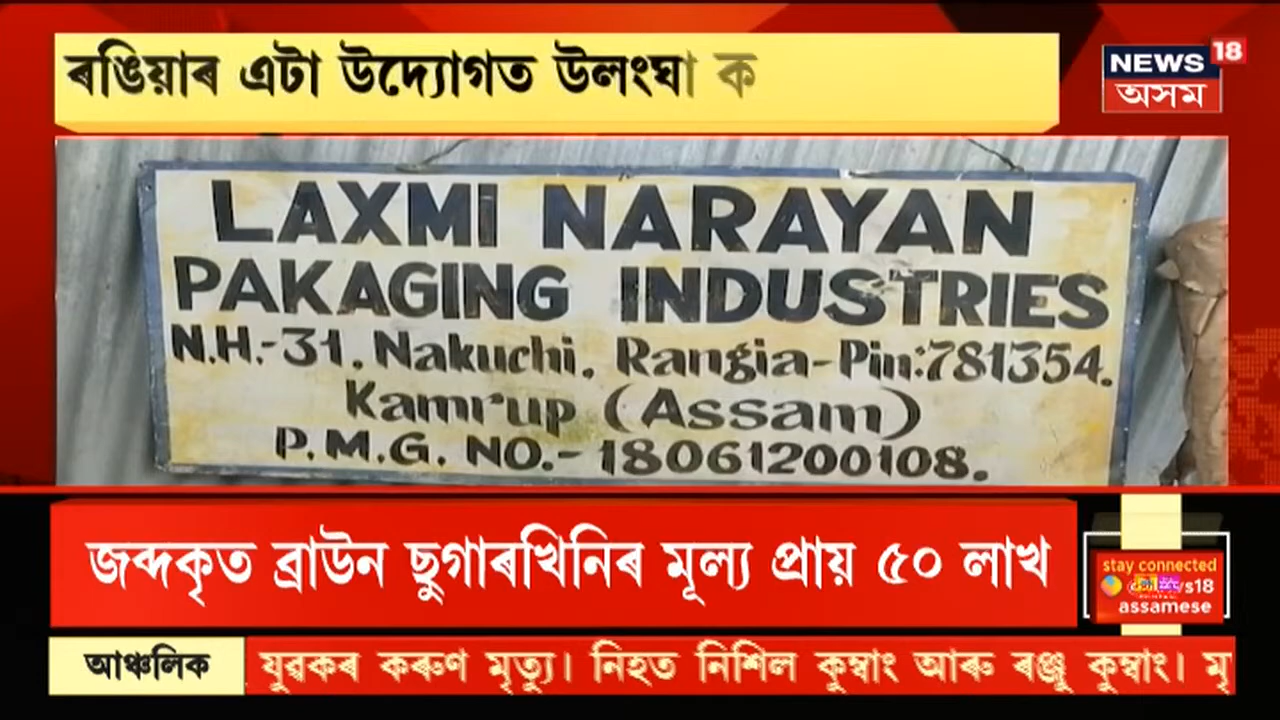 ৰঙিয়াৰ এটা উদ্যোগত উলংঘা ক
NEWS 18
অসম
LAXMI NARAYAN
PAKAGING INDUSTRIES
N.H.-31, Nakuchi, Rangia-Pin:781354.
Kamrup (Assam)
P.M.G. NO.- 18061200108.
জব্দকৃত ব্ৰাউন ছুগাৰখিনিৰ মূল্য প্ৰায় ৫০ লাখ
stay connected
assamese
আঞ্চলিক
যুৱকৰ কৰুণ মৃত্যু। নিহত নিশিল কুম্বাং আৰু ৰঞ্জু কুম্বাং। মৃ